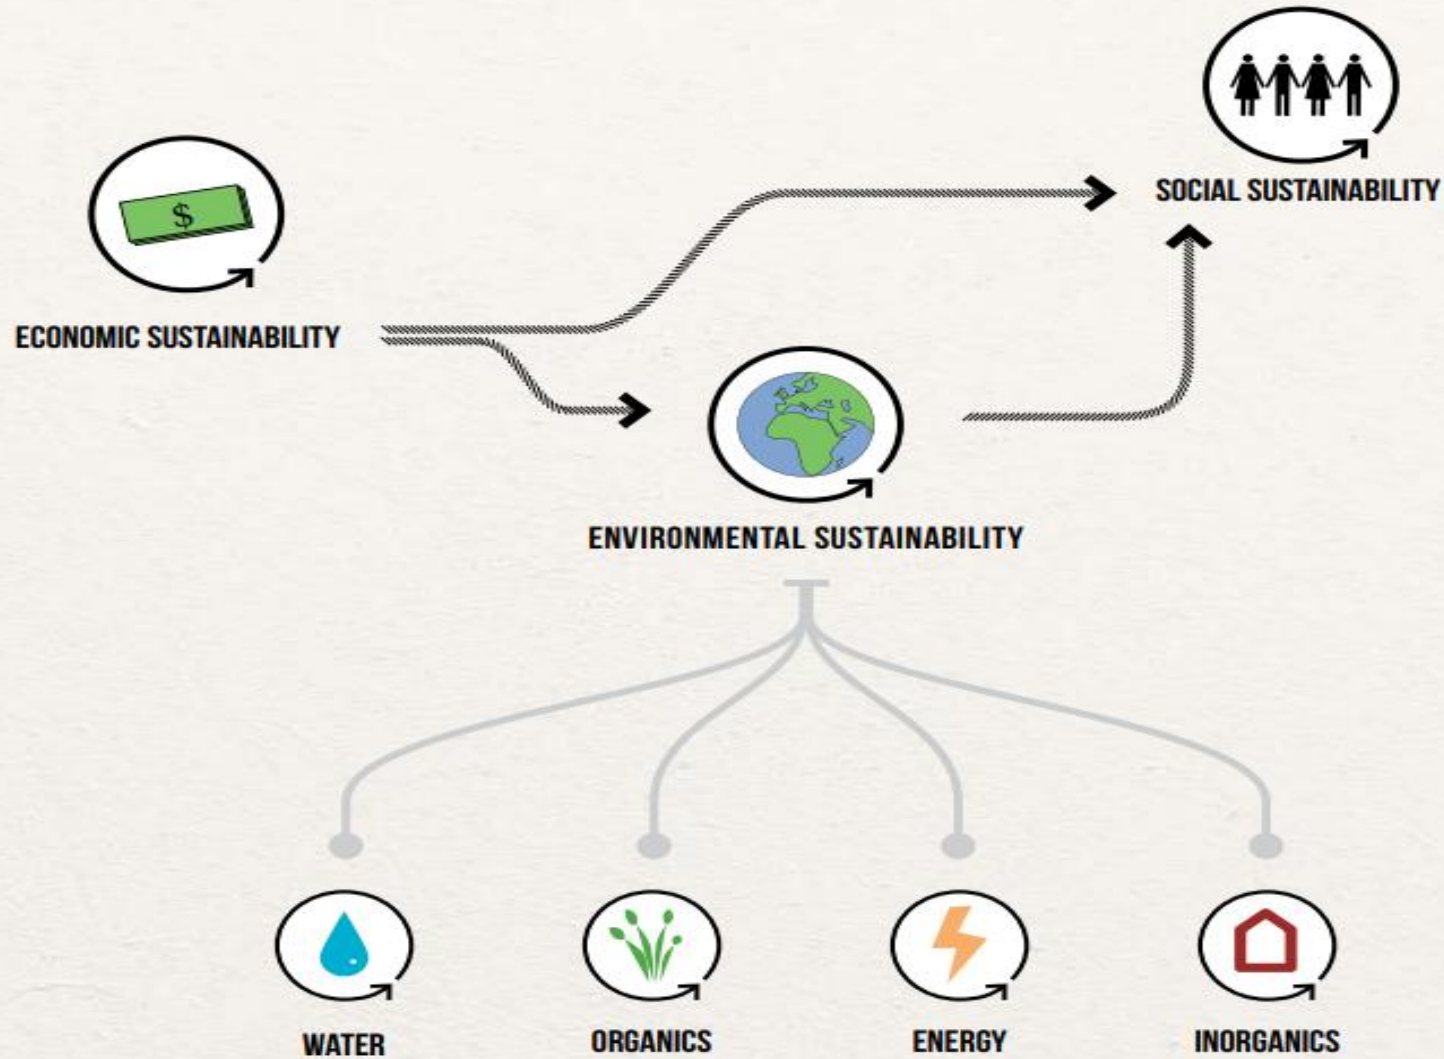 $
SOCIAL SUSTAINABILITY
ECONOMIC SUSTAINABILITY
ENVIRONMENTAL SUSTAINABILITY
WATER
ORGANICS
ENERGY
INORGANICS